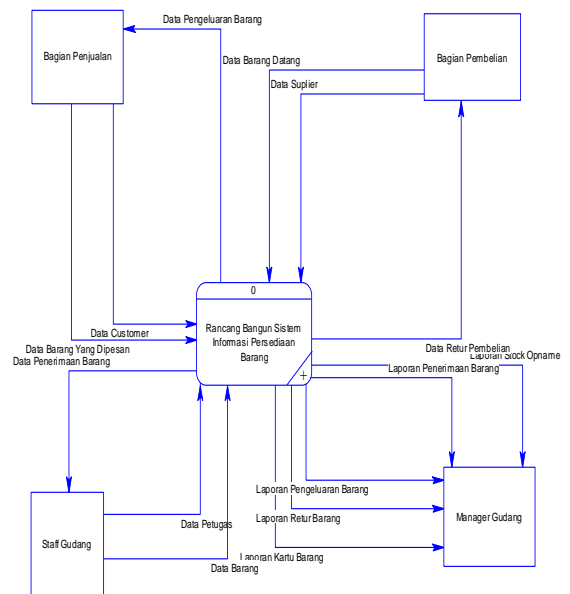 Data Pengeluaran Barang
Bagian Penjualan
Data Barang Datang
Bagian Pembelian
Data Suplier
0
Rancang Bangun Sistem
Informasi Persediaan
Barang
+
Data Customer
Data Barang Yang Dipesan
Data Penerimaan Barang
Data Retur Pembelian
Laporan Stock Opname
Laporan Penerimaan Barang
Laporan Pengeluaran Barang
Laporan Retur Barang
Manager Gudang
Data Petugas
Staff Gudang
Laporan Kartu Barang
Data Barang